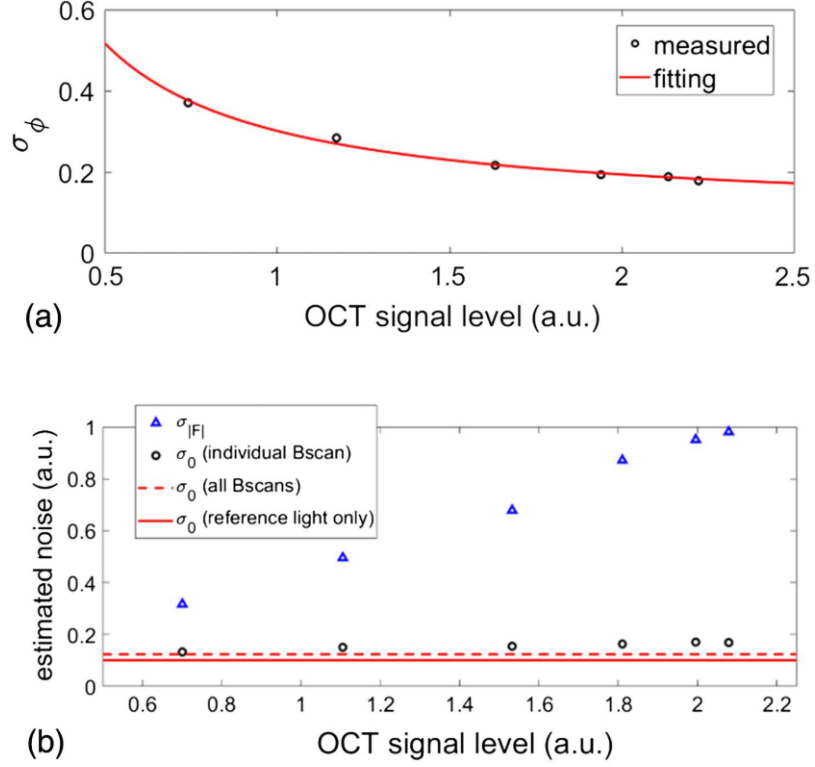 0.6
0.4
0.2
0
σϕ
measured
fitting
0.5 1 1.5 2 2.5
(a) OCT signal level (a.u.)
1
0.8
0.6
0.4
0.2
0
estimated noise (a.u.)
σ|F|
σ0 (individual Bscan)
σ0 (all Bscans)
σ0 (reference light only)
0.6 0.8 1 1.2 1.4 1.6 1.8 2 2.2
(b) OCT signal level (a.u.)